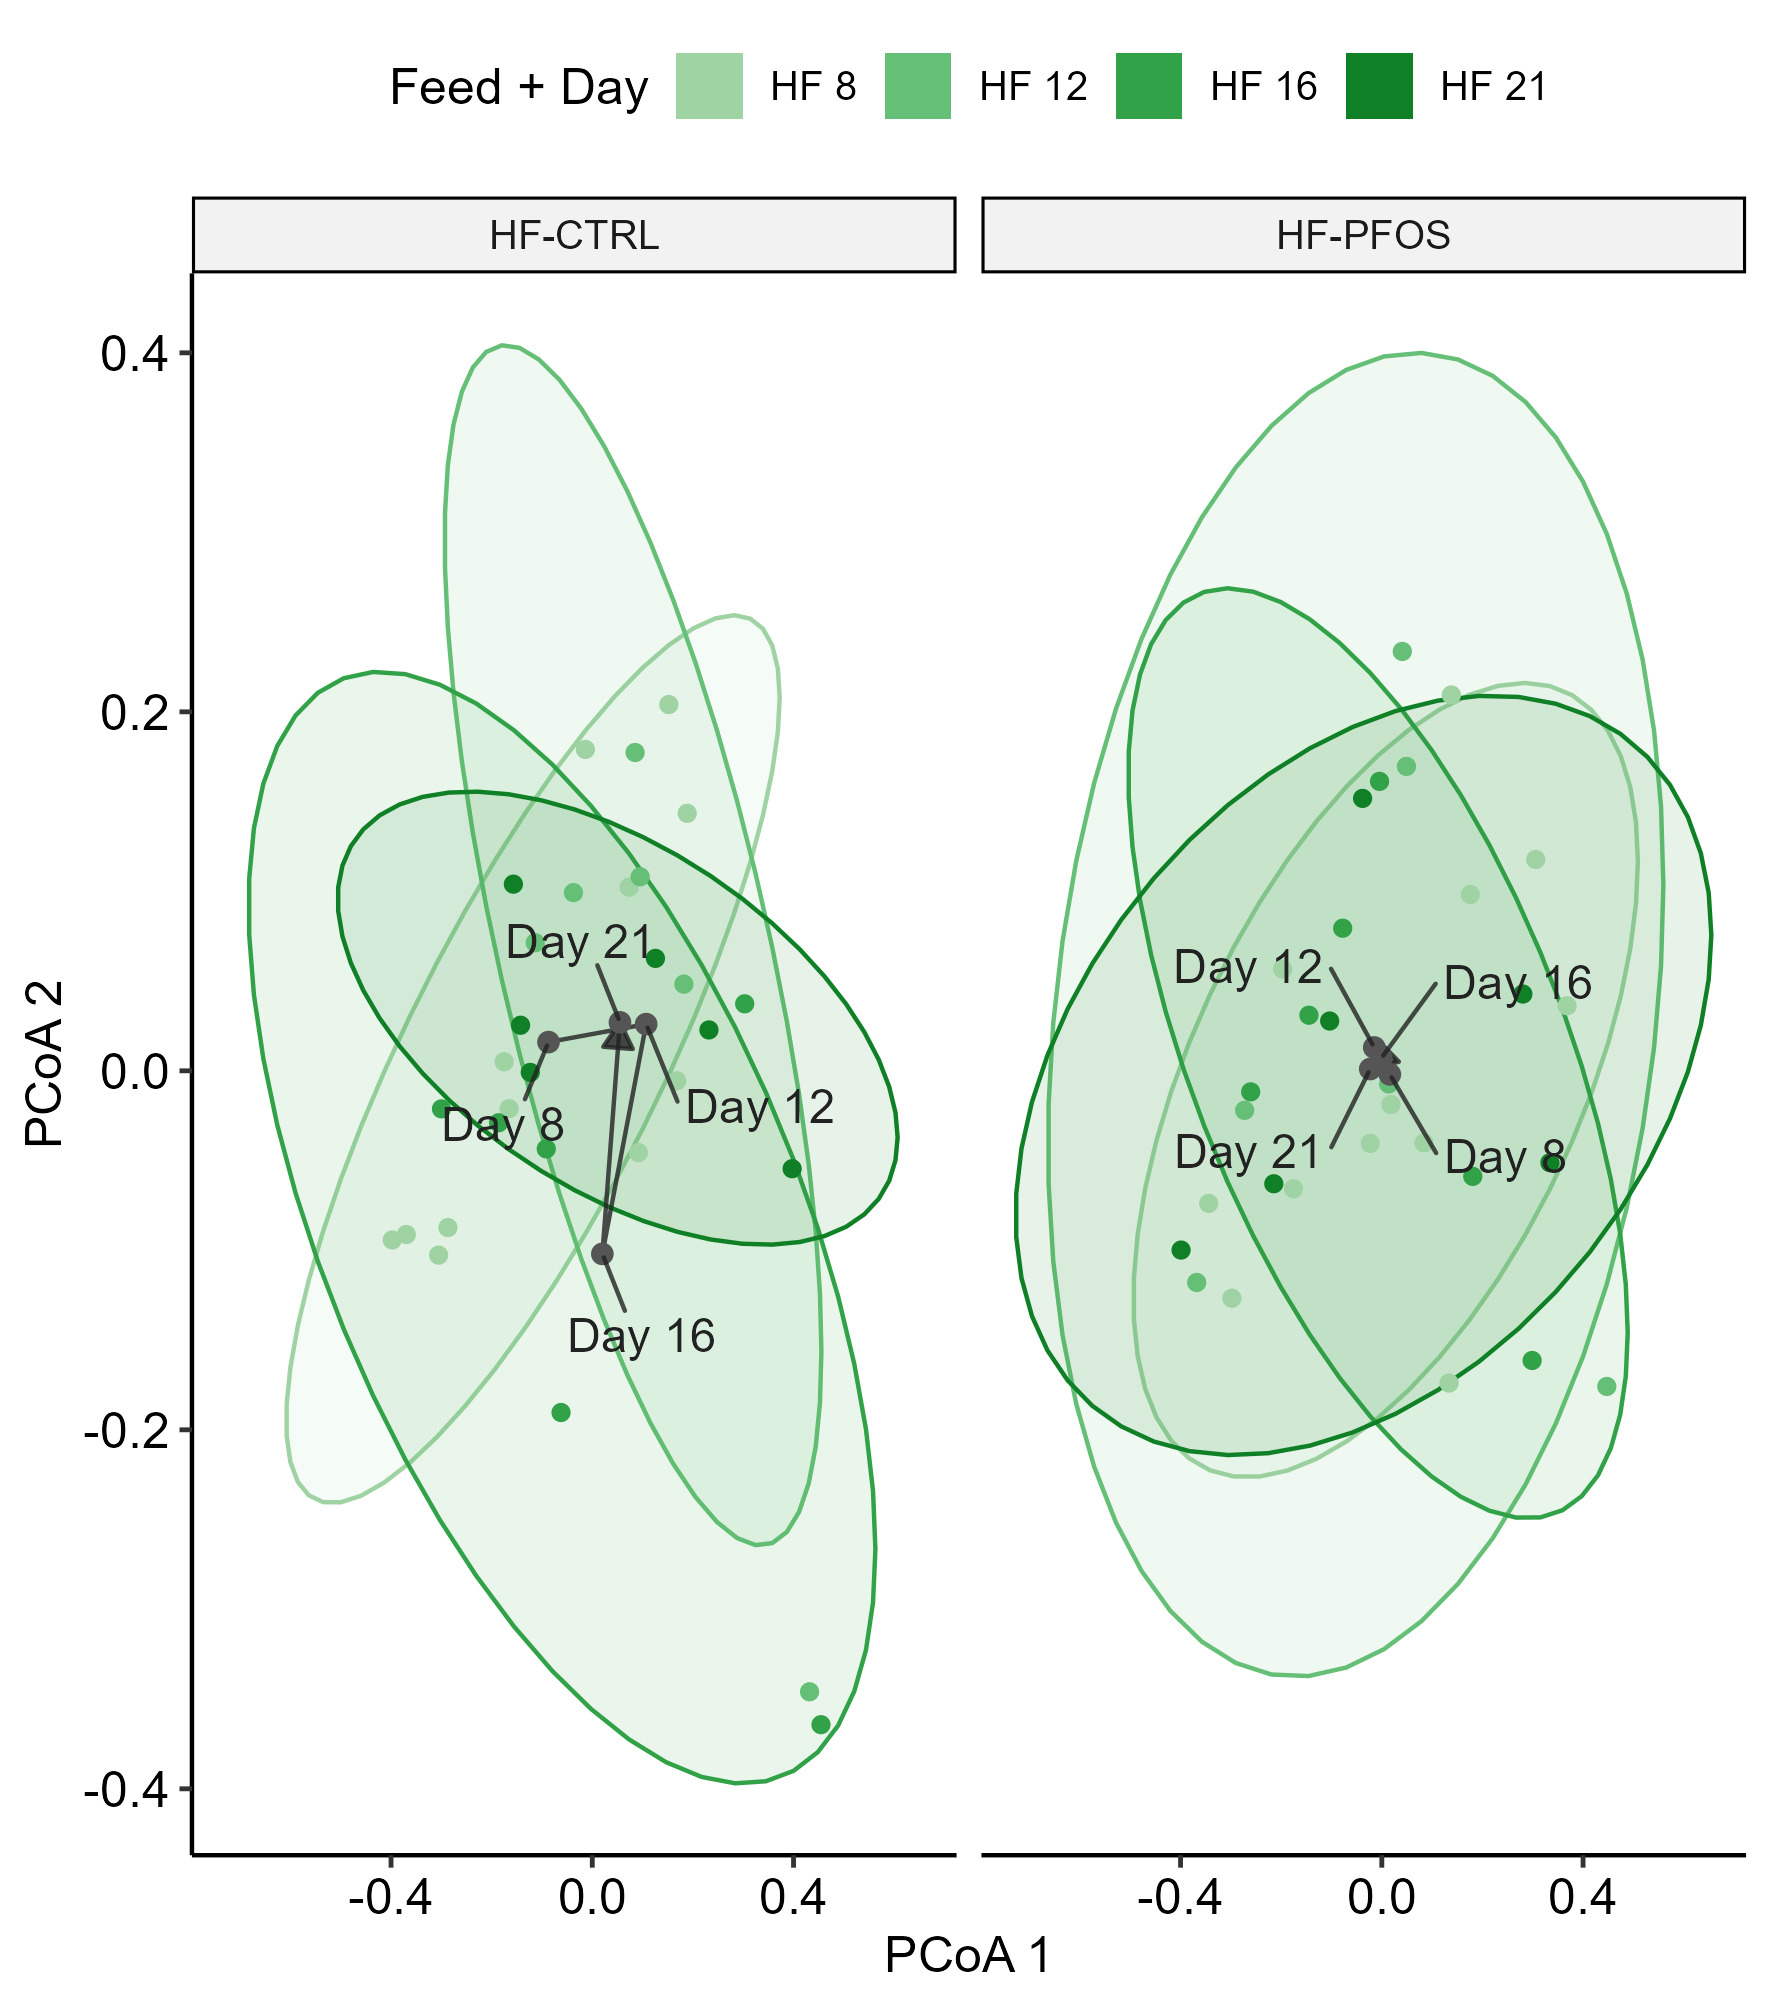 Feed + Day HF 8 HF 12 HF 16 HF 21
HF-CTRL HF-PFOS
PCoA 2
0.4
0.2
0.0
-0.2
-0.4
Day 21
Day 8
Day 12
Day 16
Day 12
Day 16
Day 21
Day 8
-0.4 0.0 0.4 -0.4 0.0 0.4
PCoA 1